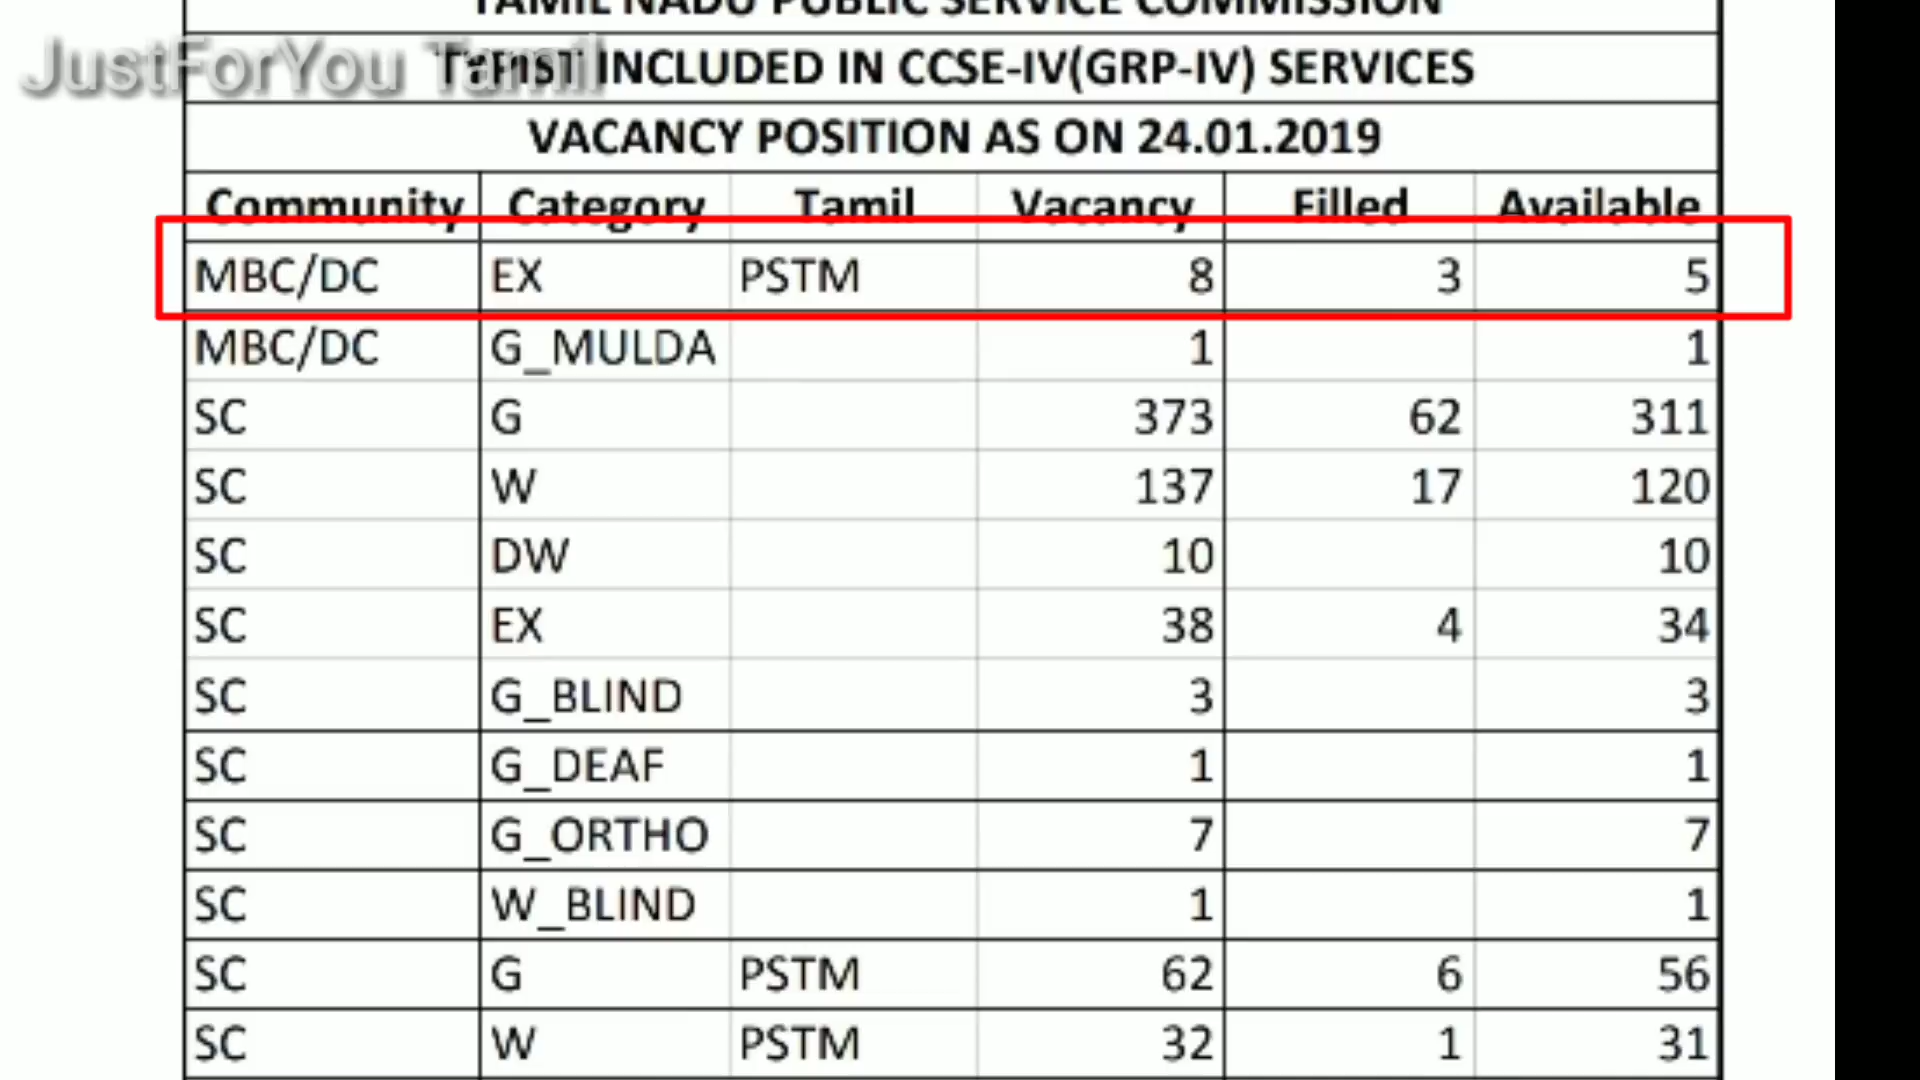 TAMIL NADU PUBLIC SERVICE COMMISSION
JustForYou Tamil
TYPIST INCLUDED IN CCSE-IV(GRP-IV) SERVICES
VACANCY POSITION AS ON 24.01.2019
Community Category Tamil Vacancy Filled Available
MBC/DC EX PSTM 8 3 5
MBC/DC G_MULDA 1 1
SC G 373 62 311
SC W 137 17 120
SC DW 10 10
SC EX 38 4 34
SC G_BLIND 3 3
SC G_DEAF 1 1
SC G_ORTHO 7 7
SC W_BLIND 1 1
SC G PSTM 62 6 56
SC W PSTM 32 1 31